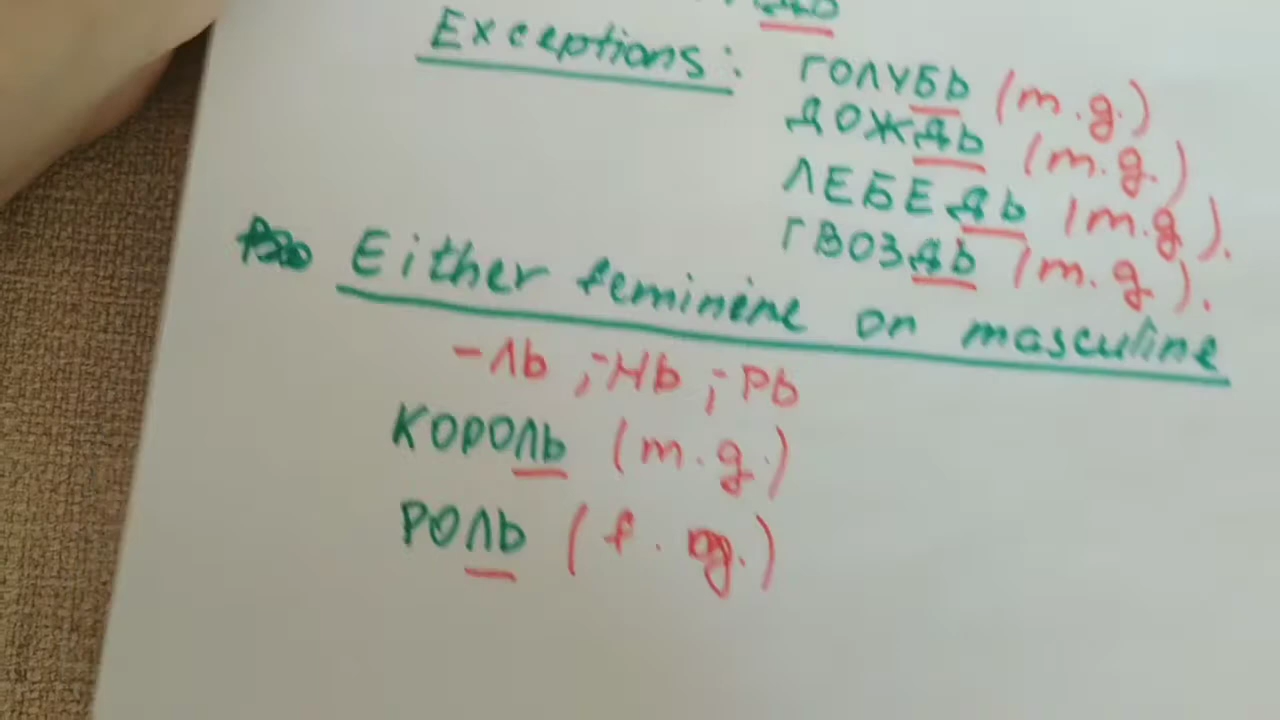 Exceptions: ГОЛУБЬ (m.g.)
ДОЖДЬ (m.g.)
ЛЕБЕДЬ (m.g).
ГВОЗДЬ (m.g).
Either feminine or masculine
-ЛЬ ;-НЬ ;-РЬ
КОРОЛЬ (m.g.)
РОЛЬ (f. g.)